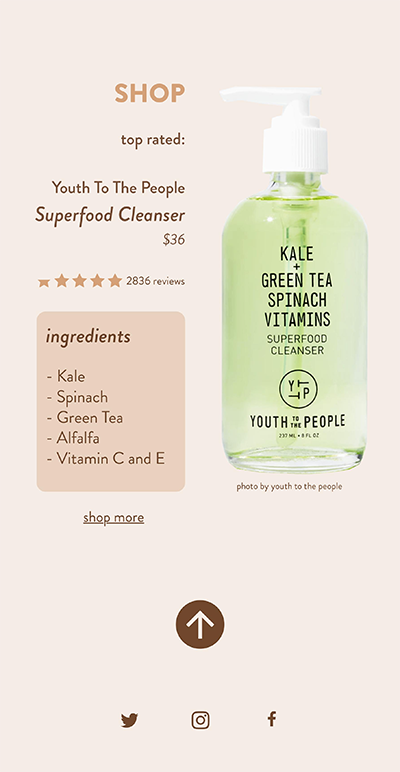 SHOP
top rated:
Youth To The People
Superfood Cleanser
$36
2836 reviews
ingredients
- Kale
- Spinach
- Green Tea
- Alfalfa
- Vitamin C and E
shop more
KALE
+
GREEN TEA
SPINACH
VITAMINS
SUPERFOOD
CLEANSER
Y T
T P
YOUTH TO THE PEOPLE
237 ML • 8 FL OZ
photo by youth to the people